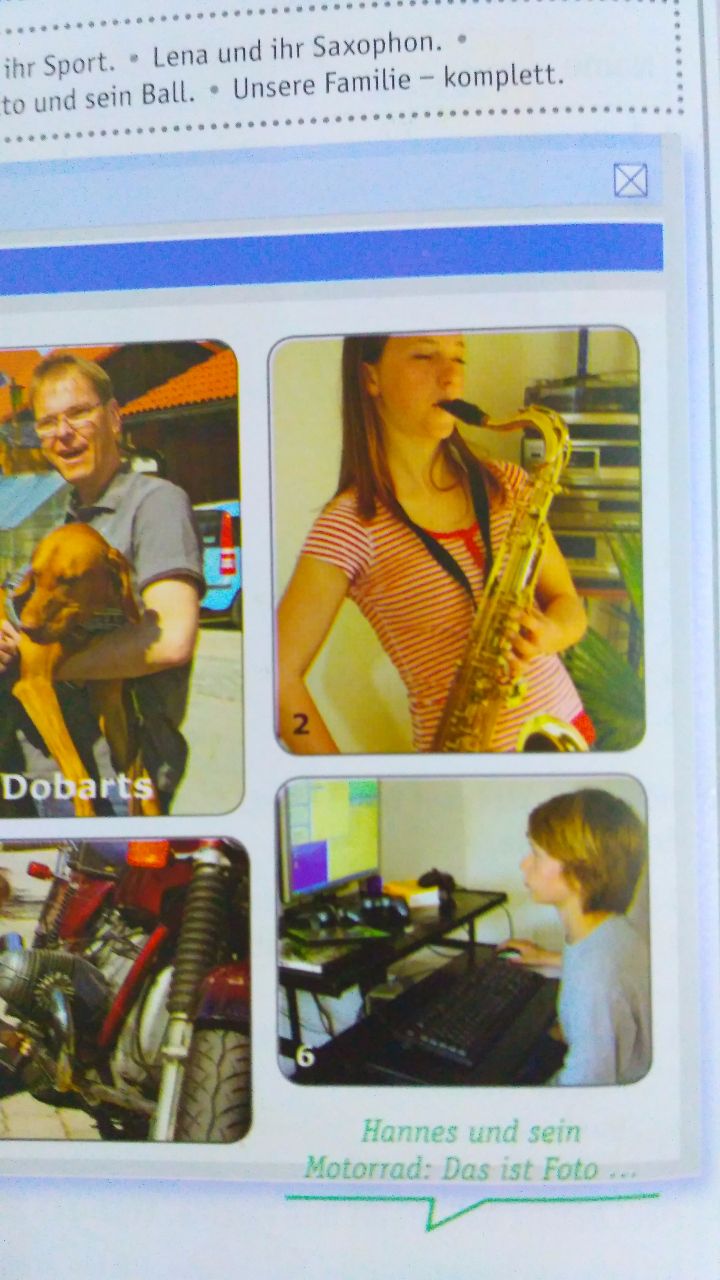 ihr Sport. • Lena und ihr Saxophon. •
to und sein Ball. • Unsere Familie – komplett.
2
Dobarts
6
Hannes und sein
Motorrad: Das ist Foto ...